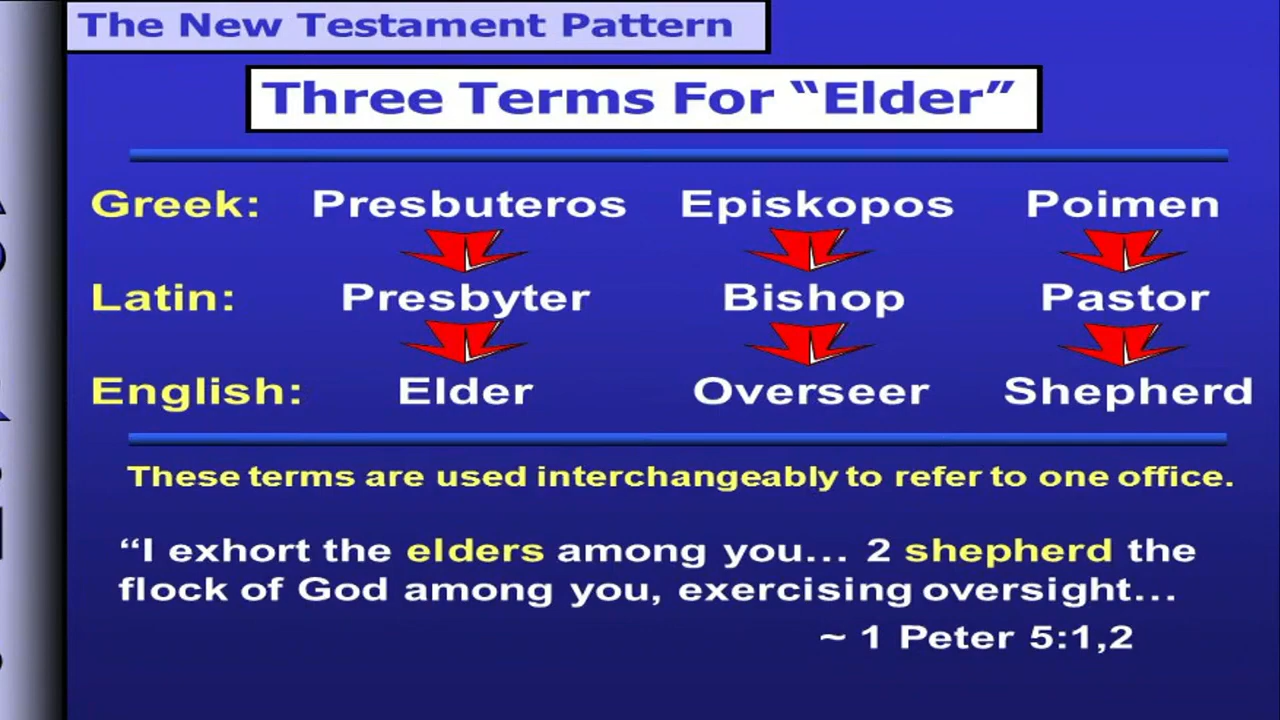 The New Testament Pattern
Three Terms For “Elder”
Greek: Presbuteros Episkopos Poimen
Latin: Presbyter Bishop Pastor
English: Elder Overseer Shepherd
These terms are used interchangeably to refer to one office.
“I exhort the elders among you... 2 shepherd the
flock of God among you, exercising oversight...
~ 1 Peter 5:1,2